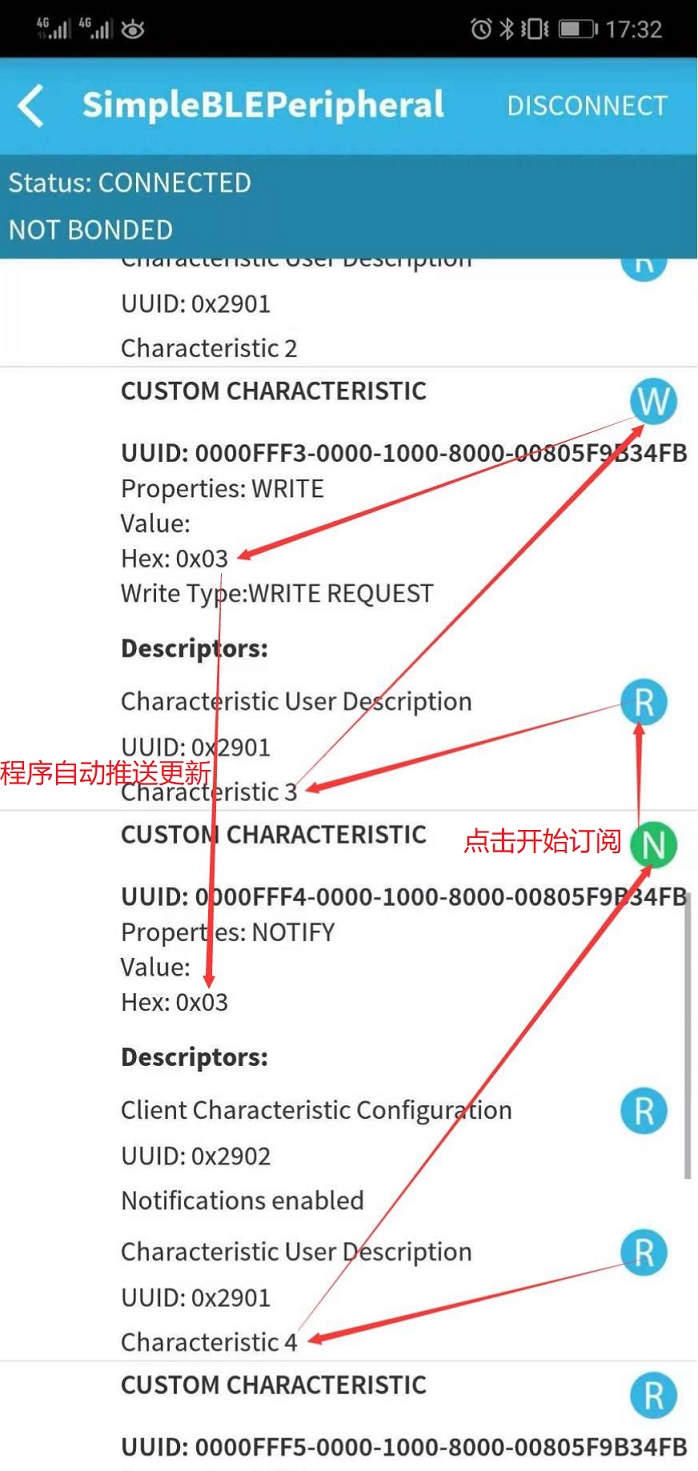 4G 4G 17:32
SimpleBLEPeripheral DISCONNECT
Status: CONNECTED
NOT BONDED
Characteristic User Description R
UUID: 0x2901
Characteristic 2
CUSTOM CHARACTERISTIC W
UUID: 0000FFF3-0000-1000-8000-00805F9B34FB
Properties: WRITE
Value:
Hex: 0x03
Write Type:WRITE REQUEST
Descriptors:
Characteristic User Description R
UUID: 0x2901
程序自动推送更新
Characteristic 3
CUSTOM CHARACTERISTIC 点击开始订阅 N
UUID: 0000FFF4-0000-1000-8000-00805F9B34FB
Properties: NOTIFY
Value:
Hex: 0x03
Descriptors:
Client Characteristic Configuration R
UUID: 0x2902
Notifications enabled
Characteristic User Description R
UUID: 0x2901
Characteristic 4
CUSTOM CHARACTERISTIC R
UUID: 0000FFF5-0000-1000-8000-00805F9B34FB